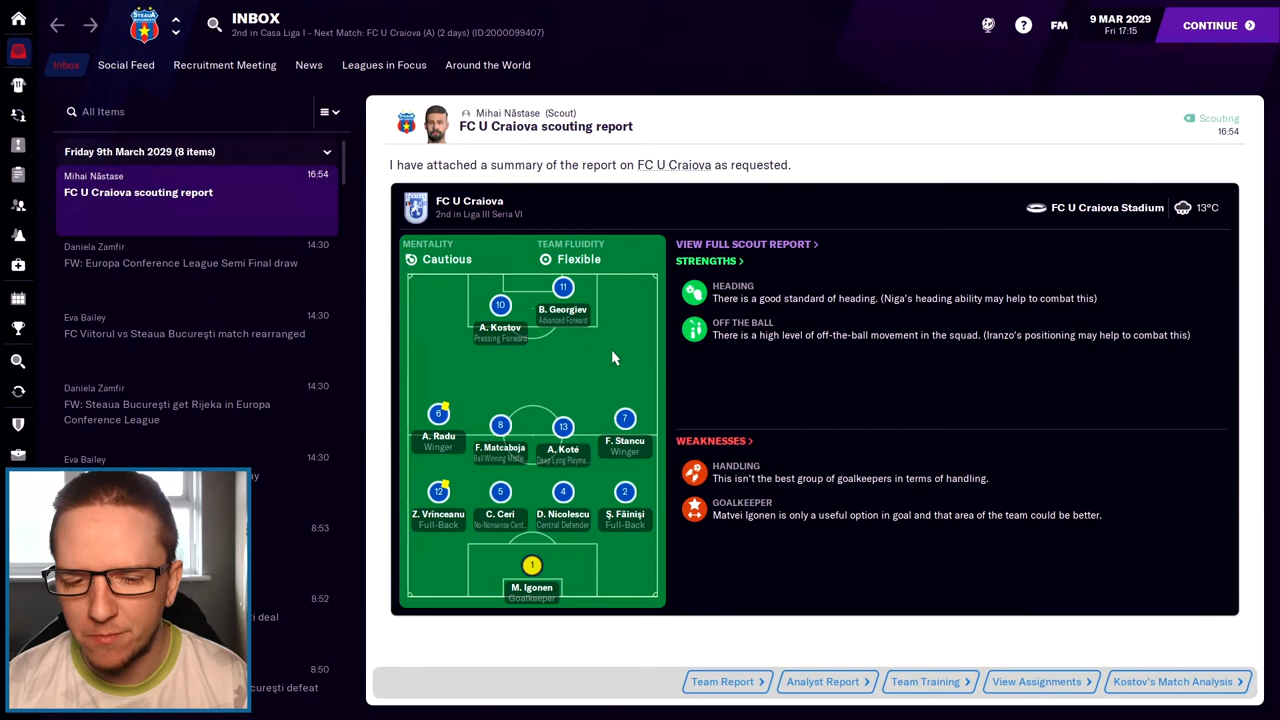 INBOX
2nd in Casa Liga I - Next Match: FC U Craiova (A) (2 days) (ID:2000099407)
FM
9 MAR 2029
Fri 17:15
CONTINUE
Inbox
Social Feed
Recruitment Meeting
News
Leagues in Focus
Around the World
All Items
Friday 9th March 2029 (8 items)
Mihai Năstase
16:54
FC U Craiova scouting report
Daniela Zamfir
14:30
FW: Europa Conference League Semi Final draw
Eva Bailey
14:30
FC Viitorul vs Steaua Bucureşti match rearranged
Daniela Zamfir
14:30
FW: Steaua Bucureşti get Rijeka in Europa
Conference League
Eva Bailey
14:30
8:53
8:52
deal
8:50
cureşti defeat
Mihai Năstase (Scout)
FC U Craiova scouting report
Scouting
16:54
I have attached a summary of the report on FC U Craiova as requested.
FC U Craiova
2nd in Liga III Seria VI
FC U Craiova Stadium
13°C
MENTALITY
Cautious
TEAM FLUIDITY
Flexible
11
B. Georgiev
Advanced Forward
10
A. Kostov
Pressing Forward
6
A. Radu
Winger
8
F. Matcaboja
Ball Winning Midfie...
13
A. Koté
Deep Lying Playma...
7
F. Stancu
Winger
12
Z. Vrinceanu
Full-Back
5
C. Ceri
No-Nonsense Cent...
4
D. Nicolescu
Central Defender
2
Ş. Făinişi
Full-Back
1
M. Igonen
Goalkeeper
VIEW FULL SCOUT REPORT >
STRENGTHS >
HEADING
There is a good standard of heading. (Niga's heading ability may help to combat this)
OFF THE BALL
There is a high level of off-the-ball movement in the squad. (Iranzo's positioning may help to combat this)
WEAKNESSES >
HANDLING
This isn't the best group of goalkeepers in terms of handling.
GOALKEEPER
Matvei Igonen is only a useful option in goal and that area of the team could be better.
Team Report >
Analyst Report >
Team Training >
View Assignments >
Kostov's Match Analysis >